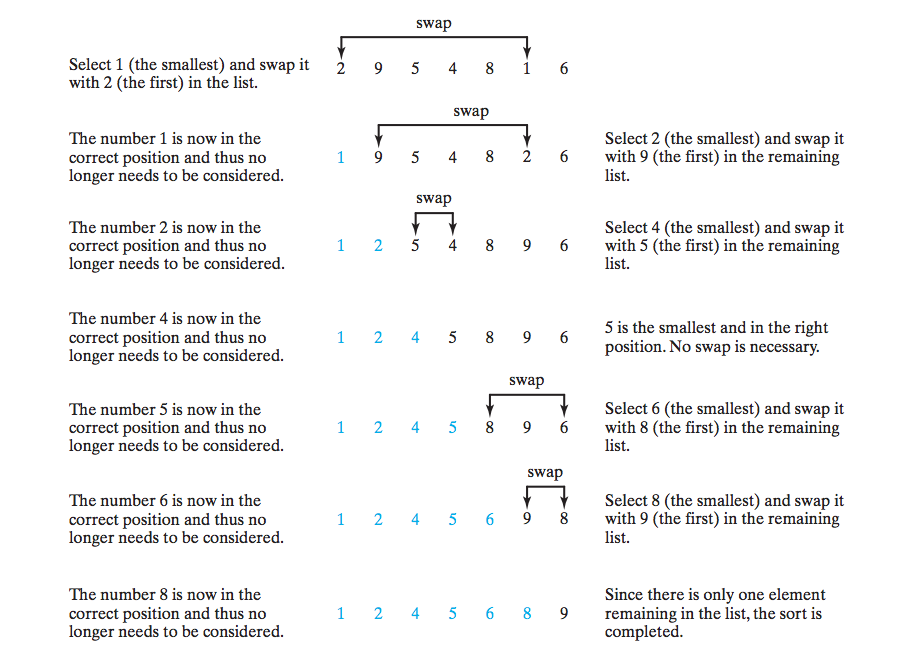 swap
Select 1 (the smallest) and swap it
with 2 (the first) in the list.
2 9 5 4 8 1 6
swap
The number 1 is now in the
correct position and thus no
longer needs to be considered.
1 9 5 4 8 2 6
Select 2 (the smallest) and swap it
with 9 (the first) in the remaining
list.
swap
The number 2 is now in the
correct position and thus no
longer needs to be considered.
1 2 5 4 8 9 6
Select 4 (the smallest) and swap it
with 5 (the first) in the remaining
list.
The number 4 is now in the
correct position and thus no
longer needs to be considered.
1 2 4 5 8 9 6
5 is the smallest and in the right
position. No swap is necessary.
swap
The number 5 is now in the
correct position and thus no
longer needs to be considered.
1 2 4 5 8 9 6
Select 6 (the smallest) and swap it
with 8 (the first) in the remaining
list.
swap
The number 6 is now in the
correct position and thus no
longer needs to be considered.
1 2 4 5 6 9 8
Select 8 (the smallest) and swap it
with 9 (the first) in the remaining
list.
The number 8 is now in the
correct position and thus no
longer needs to be considered.
1 2 4 5 6 8 9
Since there is only one element
remaining in the list, the sort is
completed.